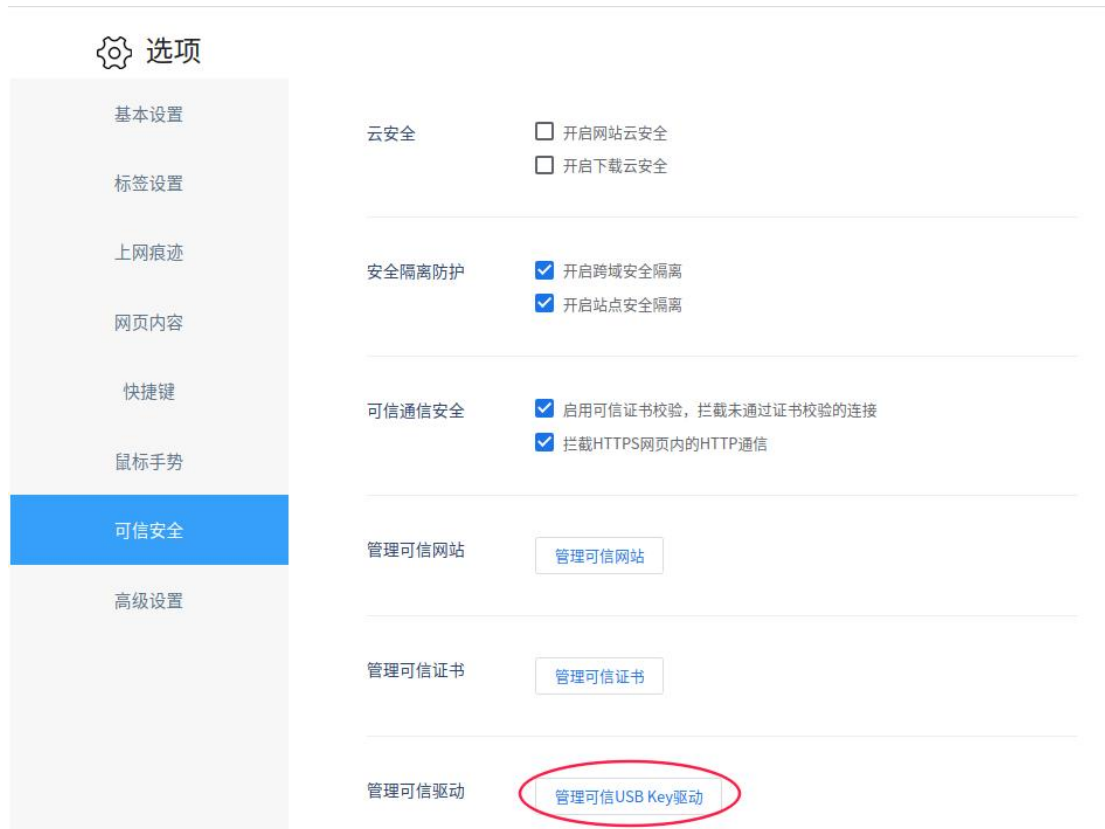 选项
基本设置
标签设置
上网痕迹
网页内容
快捷键
鼠标手势
可信安全
高级设置
云安全
开启网站云安全
开启下载云安全
安全隔离防护
开启跨域安全隔离
开启站点安全隔离
可信通信安全
启用可信证书校验，拦截未通过证书校验的连接
拦截HTTPS网页内的HTTP通信
管理可信网站
管理可信网站
管理可信证书
管理可信证书
管理可信驱动
管理可信USB Key驱动